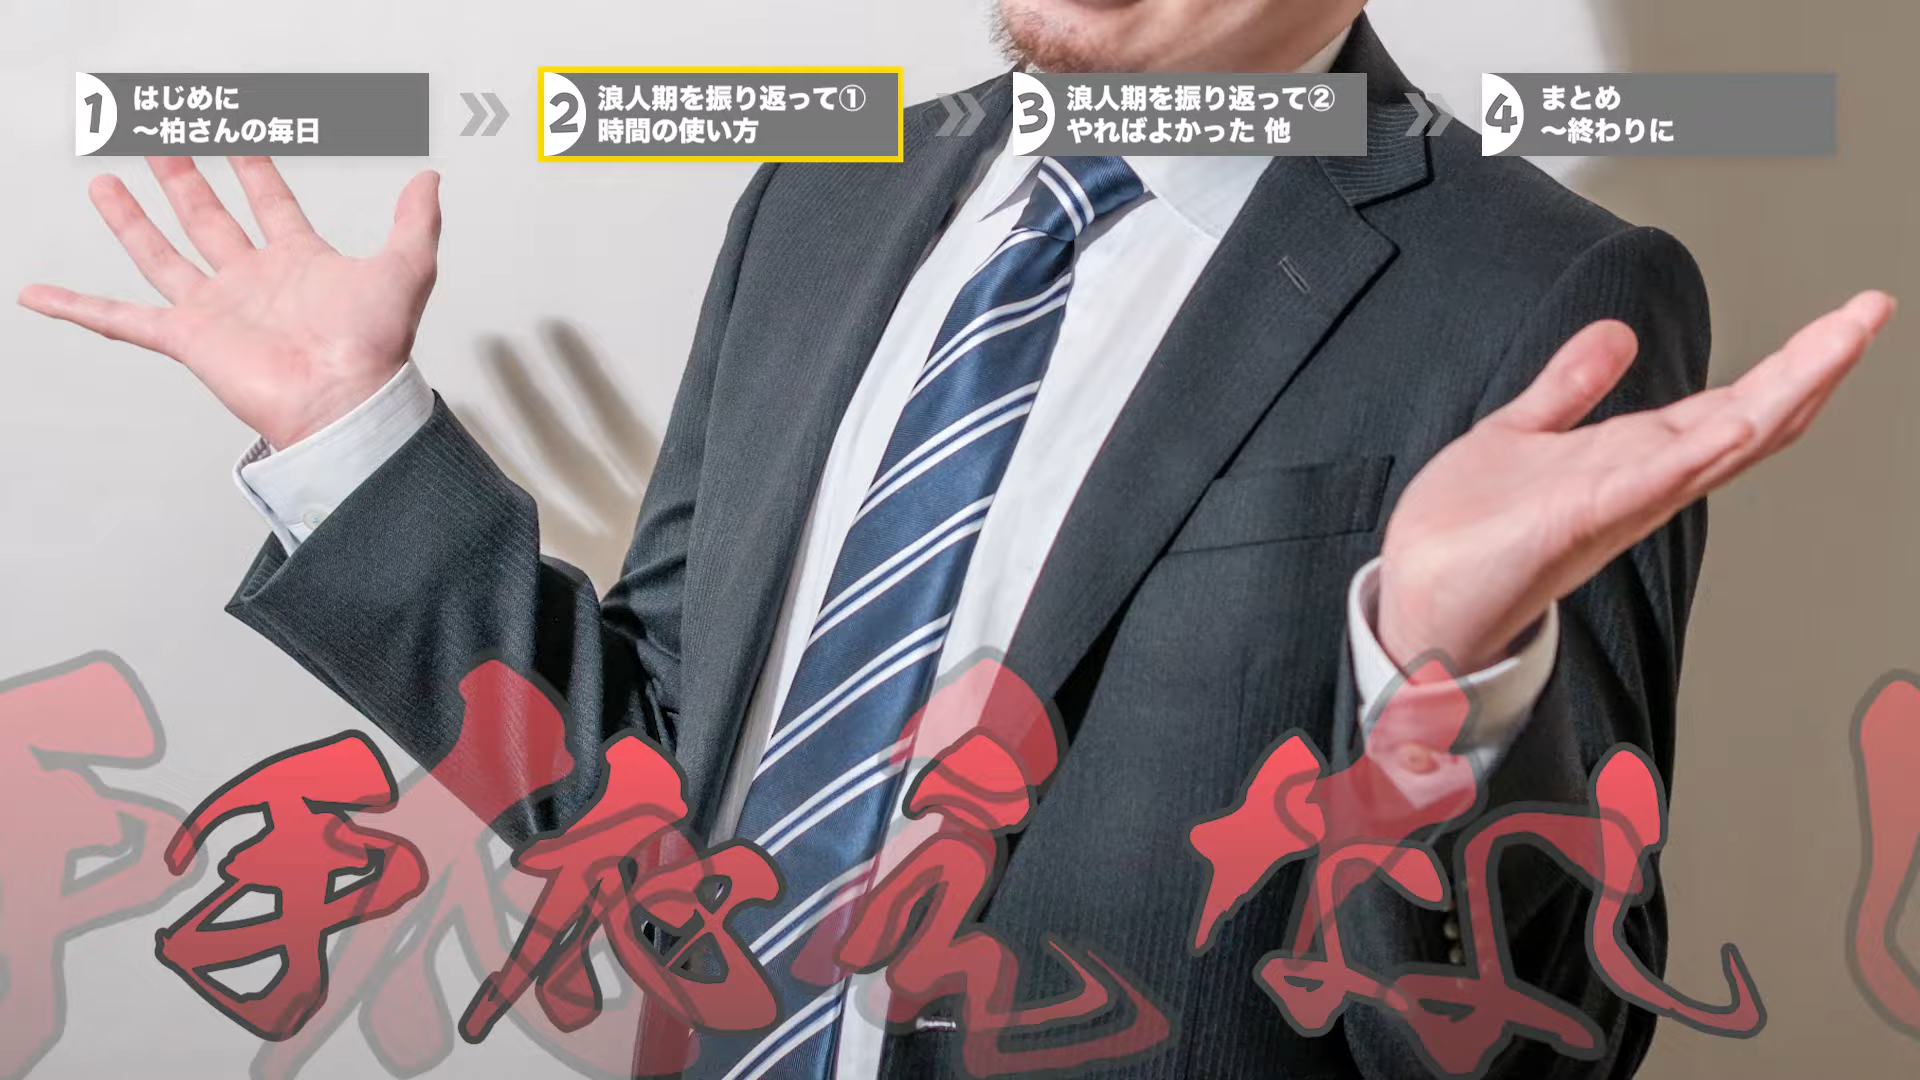 1
はじめに
～柏さんの毎日
2
浪人期を振り返って①
時間の使い方
3
浪人期を振り返って②
やればよかった 他
4
まとめ
～終わりに
手応えなし